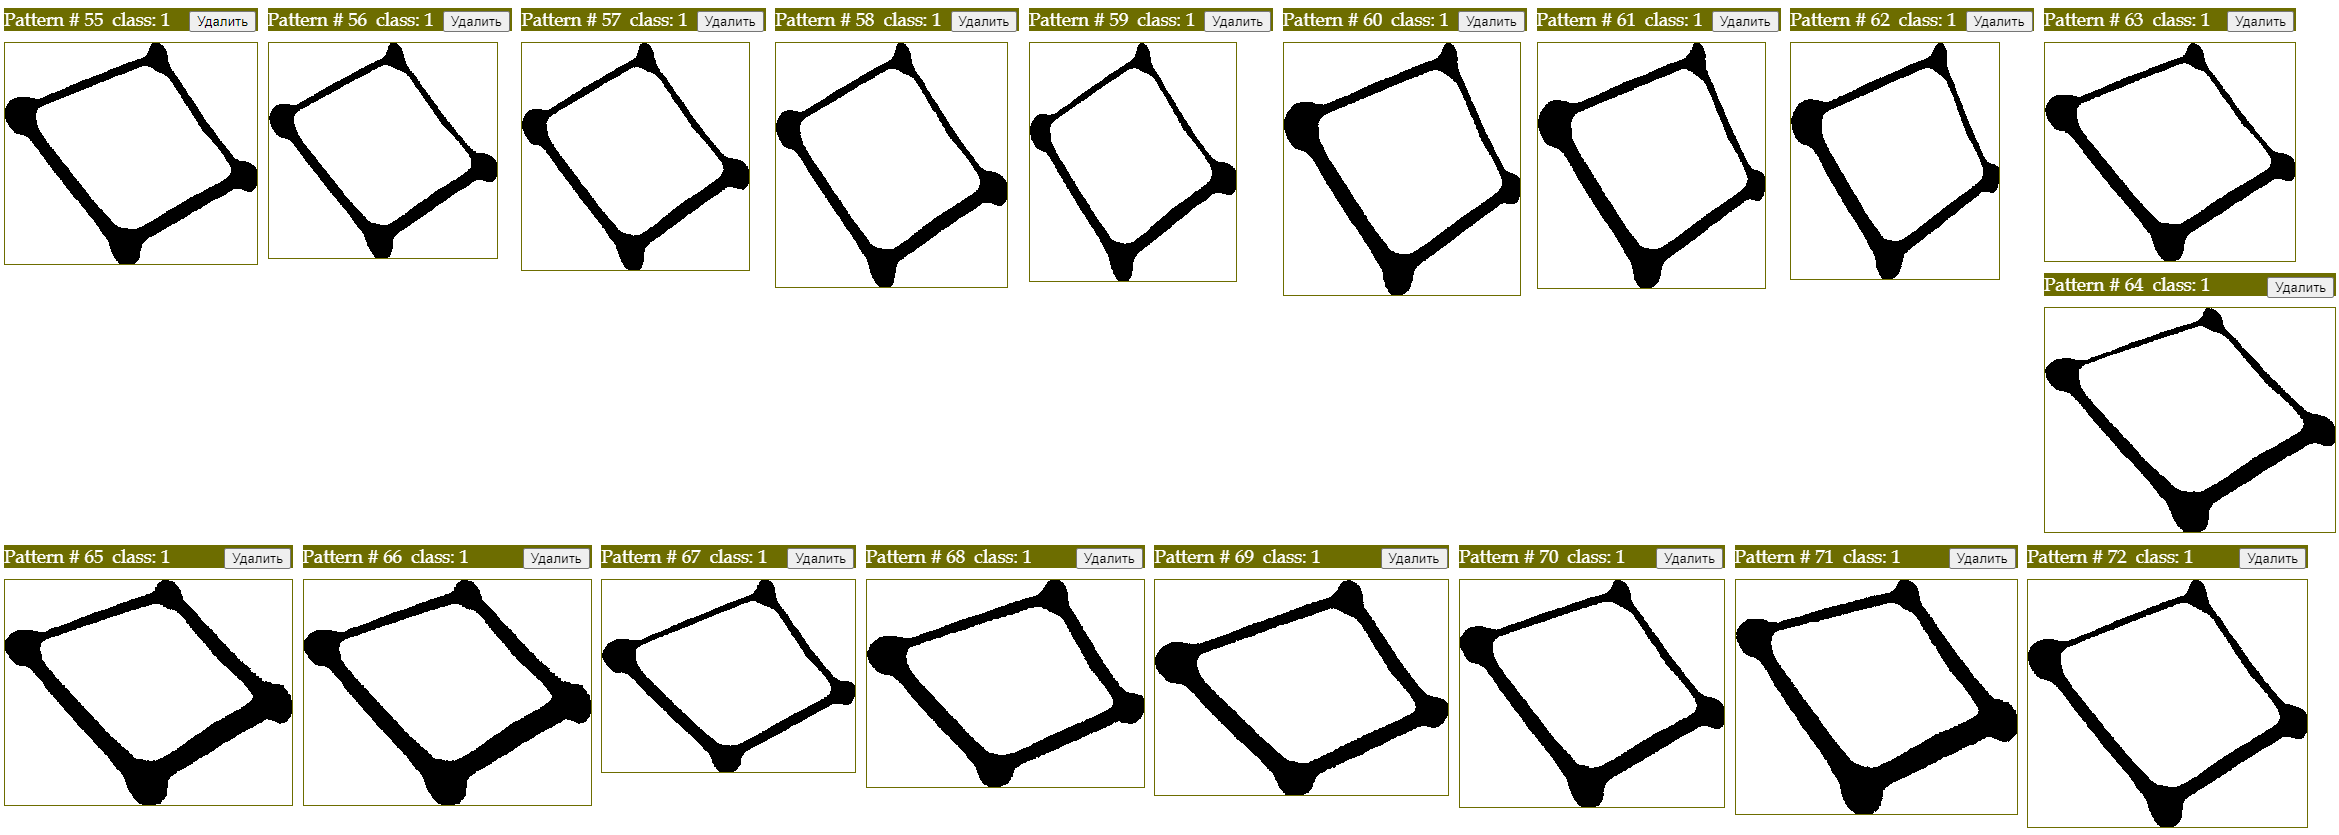 Pattern # 55 class: 1 Удалить
Pattern # 56 class: 1 Удалить
Pattern # 57 class: 1 Удалить
Pattern # 58 class: 1 Удалить
Pattern # 59 class: 1 Удалить
Pattern # 60 class: 1 Удалить
Pattern # 61 class: 1 Удалить
Pattern # 62 class: 1 Удалить
Pattern # 63 class: 1 Удалить
Pattern # 64 class: 1 Удалить
Pattern # 65 class: 1 Удалить
Pattern # 66 class: 1 Удалить
Pattern # 67 class: 1 Удалить
Pattern # 68 class: 1 Удалить
Pattern # 69 class: 1 Удалить
Pattern # 70 class: 1 Удалить
Pattern # 71 class: 1 Удалить
Pattern # 72 class: 1 Удалить